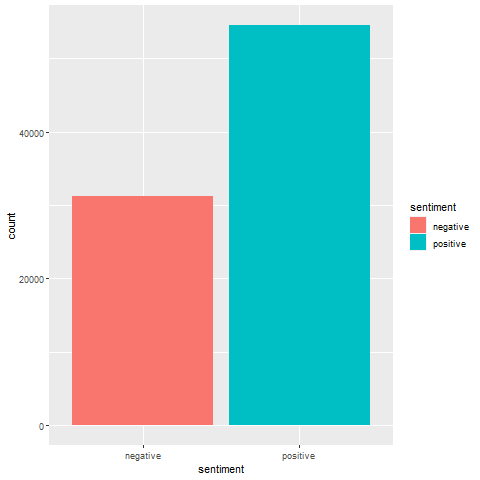 40000
20000
0
count
negative
positive
sentiment
sentiment
negative
positive